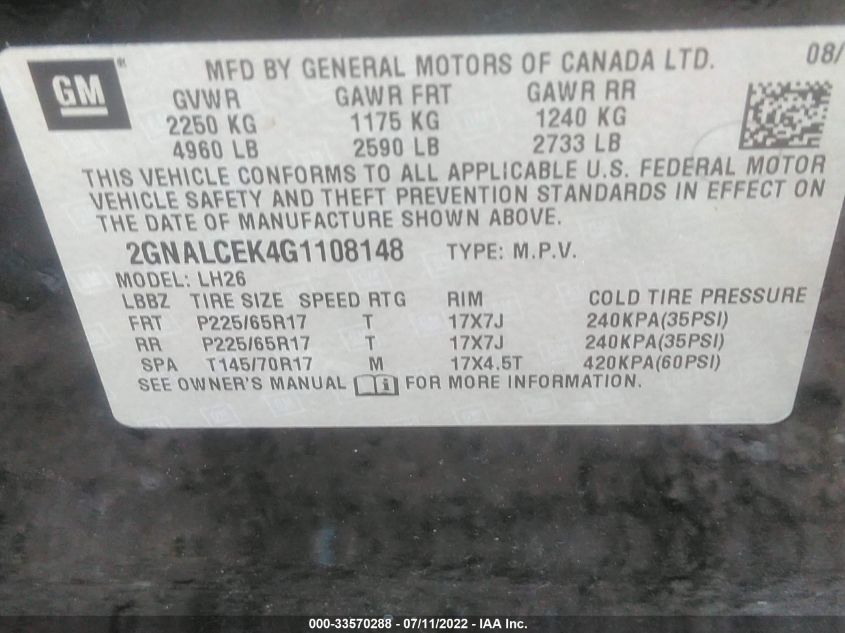 GM
MFD BY GENERAL MOTORS OF CANADA LTD. 08/
GVWR GAWR FRT GAWR RR
2250 KG 1175 KG 1240 KG
4960 LB 2590 LB 2733 LB
THIS VEHICLE CONFORMS TO ALL APPLICABLE U.S. FEDERAL MOTOR
VEHICLE SAFETY AND THEFT PREVENTION STANDARDS IN EFFECT ON
THE DATE OF MANUFACTURE SHOWN ABOVE.
2GNALCEK4G1108148 TYPE: M.P.V.
MODEL: LH26
LBBZ TIRE SIZE SPEED RTG RIM COLD TIRE PRESSURE
FRT P225/65R17 T 17X7J 240KPA(35PSI)
RR P225/65R17 T 17X7J 240KPA(35PSI)
SPA T145/70R17 M 17X4.5T 420KPA(60PSI)
SEE OWNER'S MANUAL FOR MORE INFORMATION.
000-33570288 - 07/11/2022 - IAA Inc.